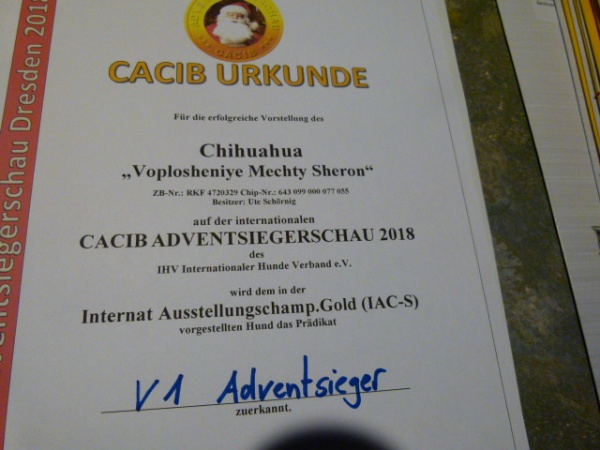 CACIB
CACIB URKUNDE
Für die erfolgreiche Vorstellung des
Chihuahua
„Voplosheniye Mechty Sheron“
ZB-Nr.: RKF 4720329 Chip-Nr.: 643 099 000 077 055
Besitzer: Ute Schörnig
auf der internationalen
CACIB ADVENTSIEGERSCHAU 2018
des
IHV Internationaler Hunde Verband e.V.
wird dem in der
Internat Ausstellungschamp.Gold (IAC-S)
vorgestellten Hund das Prädikat
V1 Adventsieger
zuerkannt.
ventsiegerschau Dresden 2018